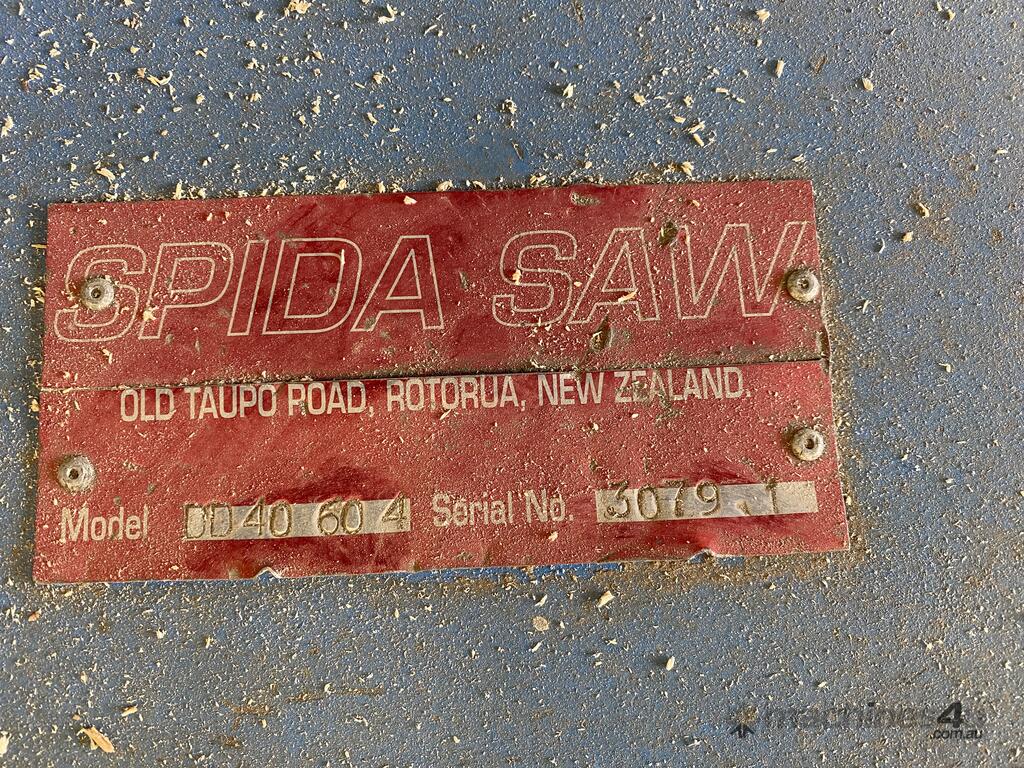 SPIDA SAW
OLD TAUPO POAD, ROTORUA, NEW ZEALAND.
Model DD 40 60 4 Serial No. 3079.1
machines4u
.com.au